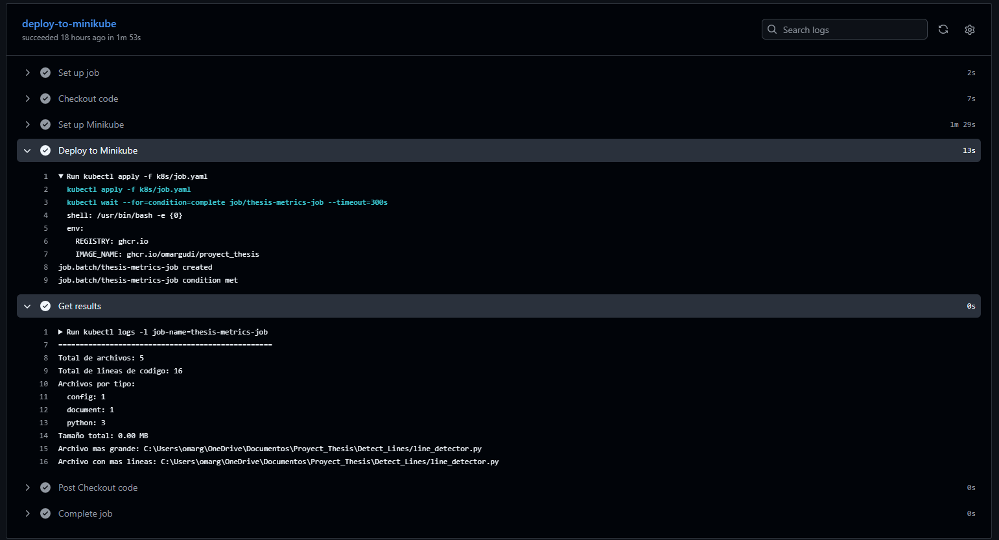 deploy-to-minikube
succeeded 18 hours ago in 1m 53s
Search logs
Set up job 2s
Checkout code 7s
Set up Minikube 1m 29s
Deploy to Minikube 13s
1 Run kubectl apply -f k8s/job.yaml
2 kubectl apply -f k8s/job.yaml
3 kubectl wait --for=condition=complete job/thesis-metrics-job --timeout=300s
4 shell: /usr/bin/bash -e {0}
5 env:
6 REGISTRY: ghcr.io
7 IMAGE_NAME: ghcr.io/omargudi/proyect_thesis
8 job.batch/thesis-metrics-job created
9 job.batch/thesis-metrics-job condition met
Get results 0s
1 Run kubectl logs -l job-name=thesis-metrics-job
7 ==================================================
8 Total de archivos: 5
9 Total de lineas de codigo: 16
10 Archivos por tipo:
11 config: 1
12 document: 1
13 python: 3
14 Tamaño total: 0.00 MB
15 Archivo mas grande: C:\Users\omarg\OneDrive\Documentos\Proyect_Thesis\Detect_Lines/line_detector.py
16 Archivo con mas lineas: C:\Users\omarg\OneDrive\Documentos\Proyect_Thesis\Detect_Lines/line_detector.py
Post Checkout code 0s
Complete job 0s